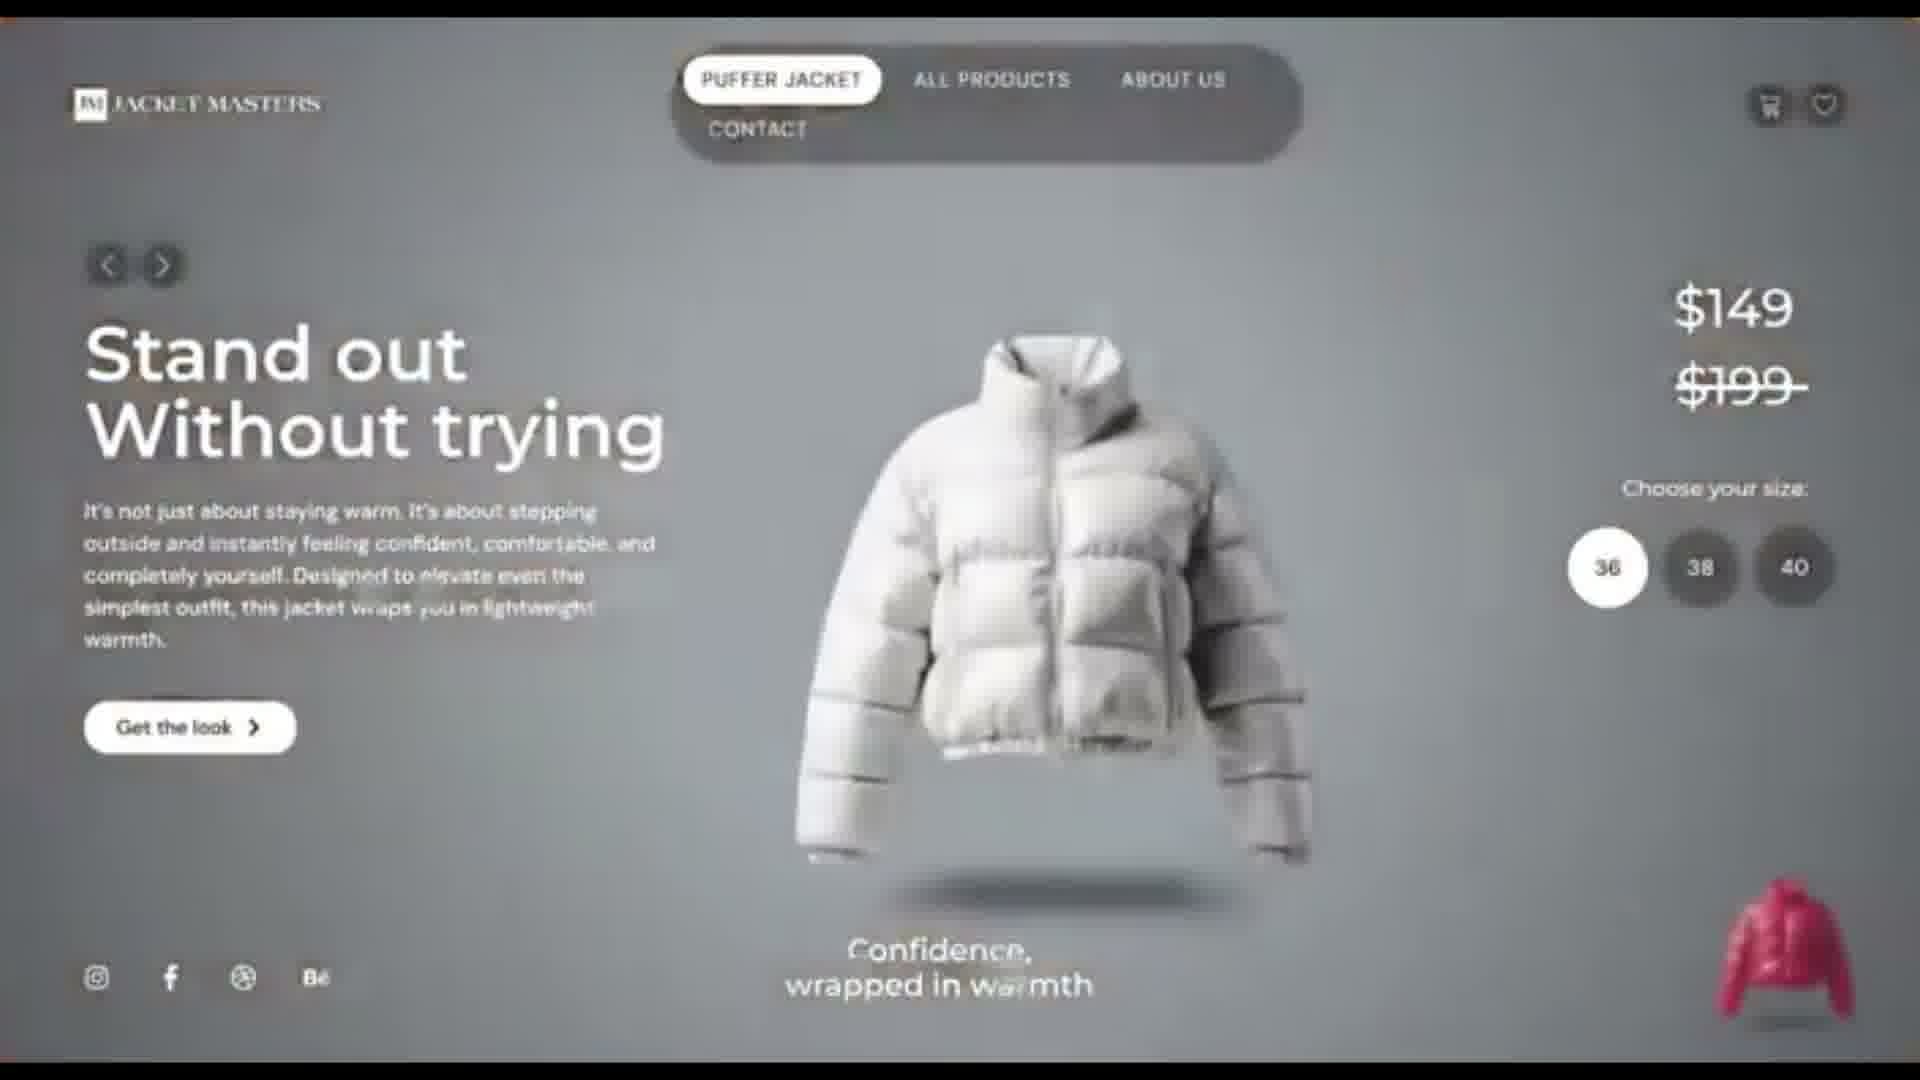 JM JACKET MASTERS
PUFFER JACKET ALL PRODUCTS ABOUT US
CONTACT
Stand out
Without trying
It's not just about staying warm. It's about stepping
outside and instantly feeling confident, comfortable, and
completely yourself. Designed to elevate even the
simplest outfit, this jacket wraps you in lightweight
warmth.
Get the look
$149
$199
Choose your size:
36 38 40
Confidence,
wrapped in warmth
Bē